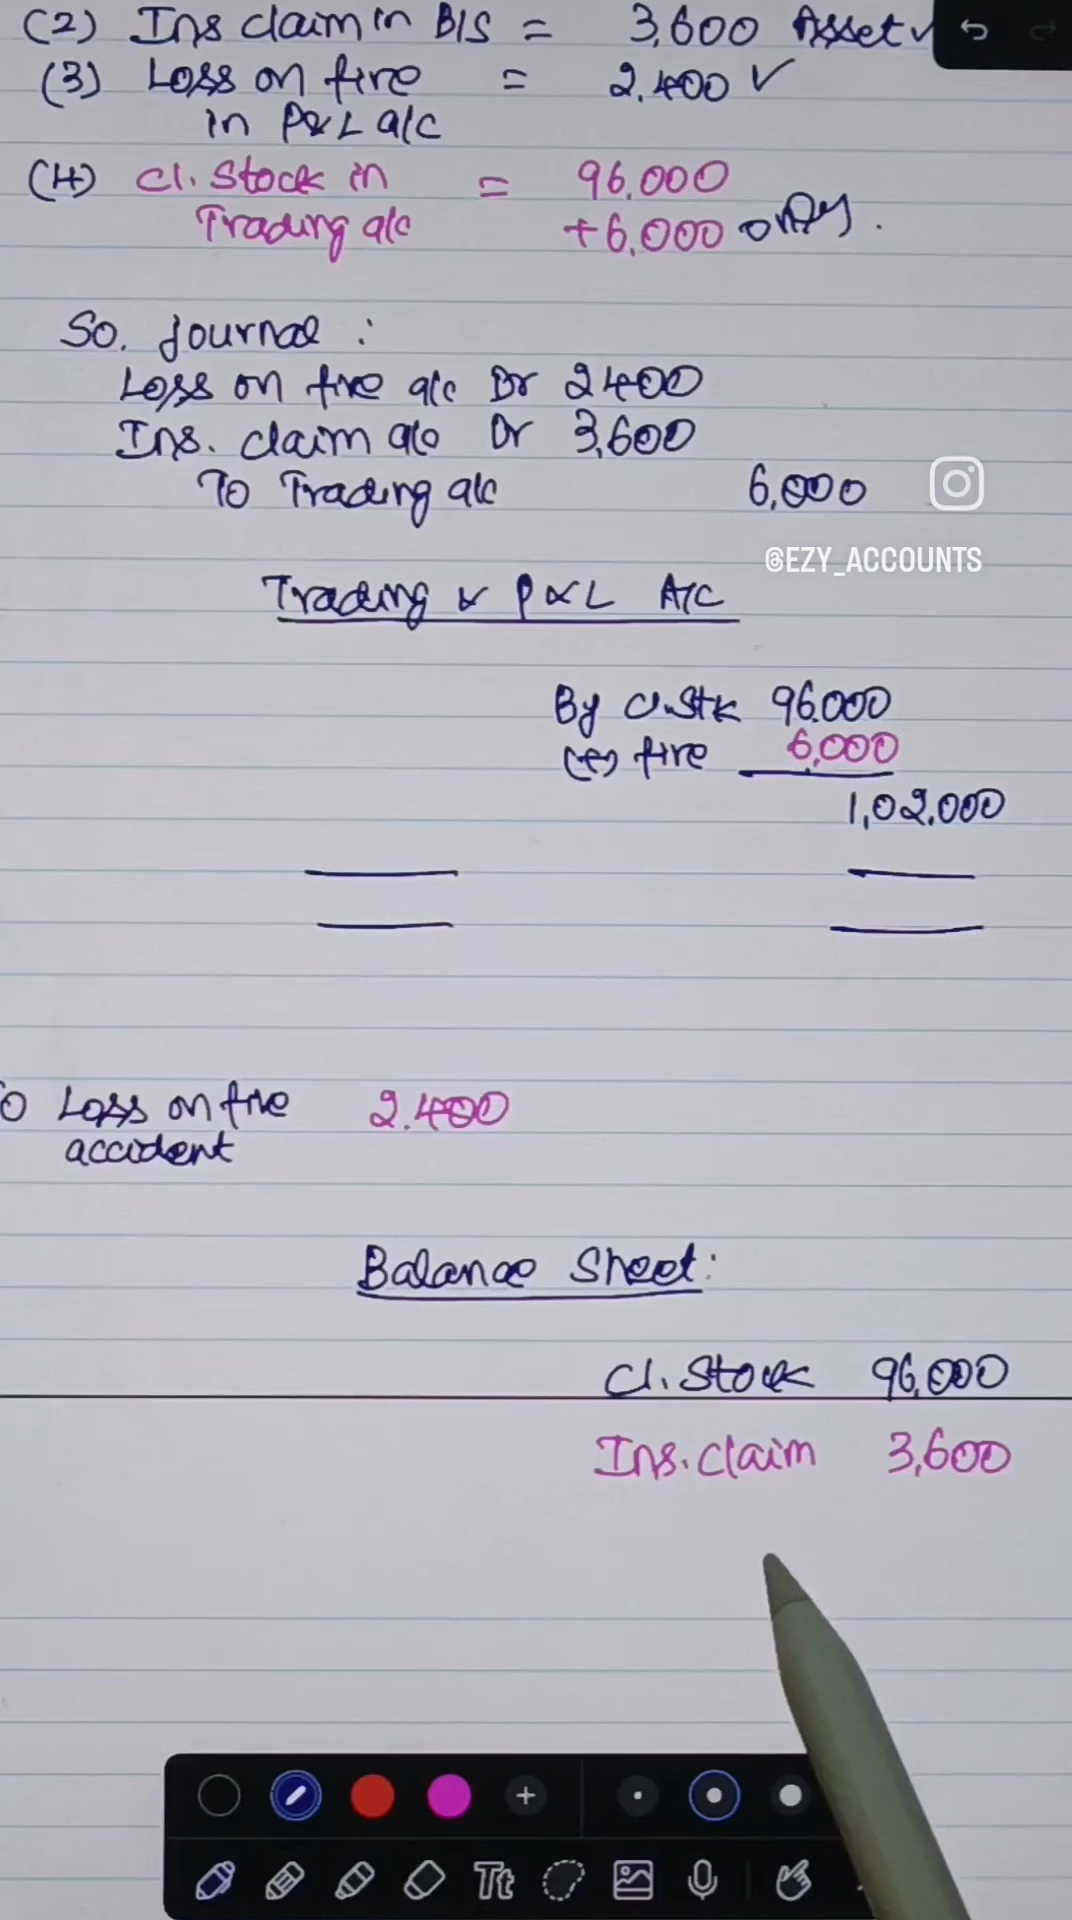 (2) Ins claim in B/S = 3,600 Asset ✓
(3) Loss on fire = 2,400 ✓
in P&L a/c
(4) Cl. Stock in = 96,000
Trading a/c +6,000 only.
So, Journal :
Loss on fire a/c Dr 2400
Ins. claim a/c Dr 3,600
To Trading a/c 6,000
@EZY_ACCOUNTS
Trading & P&L A/C
By Cl. Stk 96,000
(+) fire 6,000
1,02,000
To Loss on fire 2,400
accident
Balance Sheet:
Cl. Stock 96,000
Ins. claim 3,600
Tt